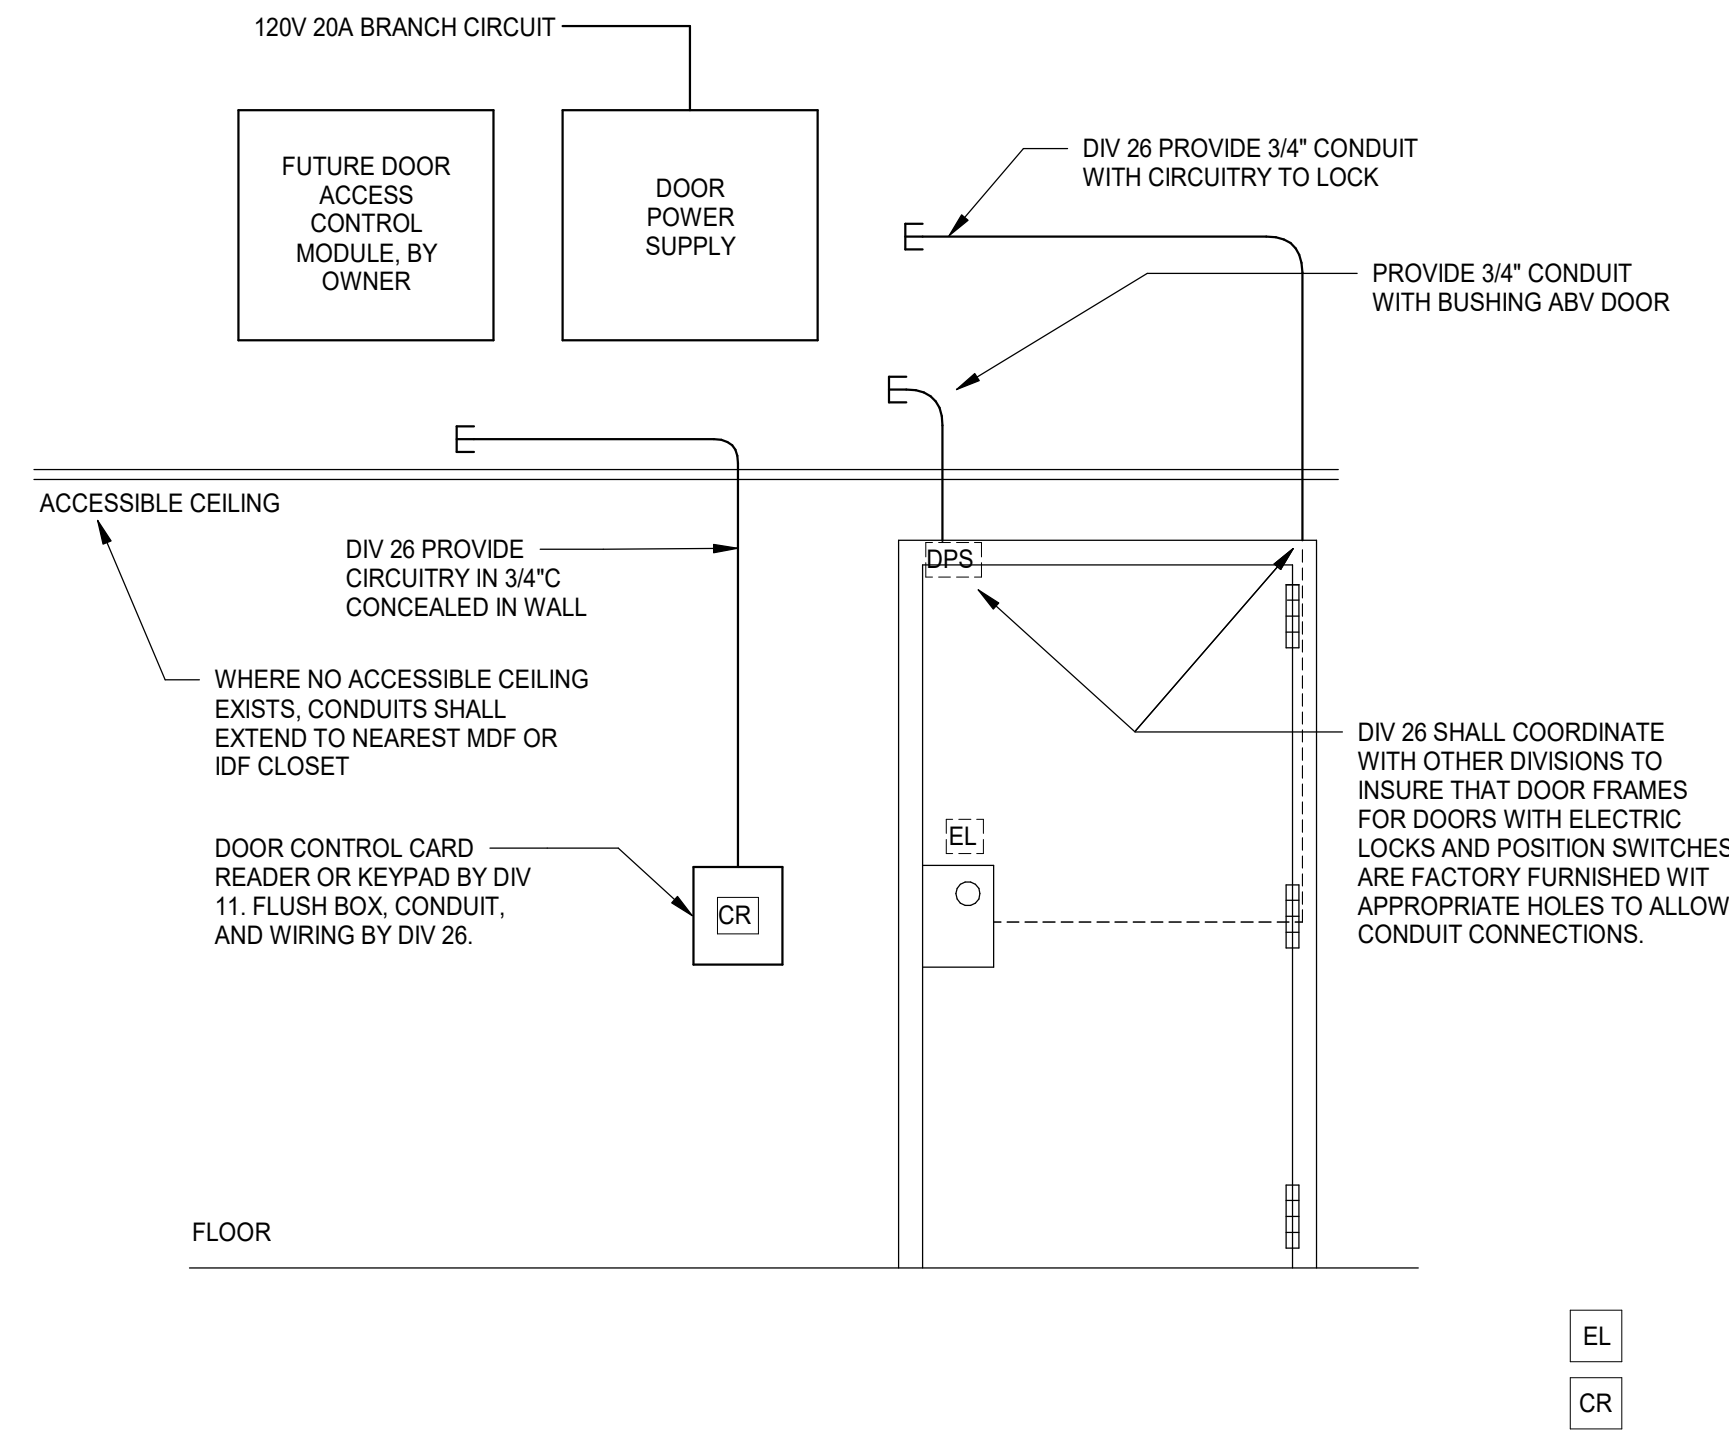 120V 20A BRANCH CIRCUIT
FUTURE DOOR
ACCESS
CONTROL
MODULE, BY
OWNER
DOOR
POWER
SUPPLY
DIV 26 PROVIDE 3/4" CONDUIT
WITH CIRCUITRY TO LOCK
PROVIDE 3/4" CONDUIT
WITH BUSHING ABV DOOR
ACCESSIBLE CEILING
DIV 26 PROVIDE
CIRCUITRY IN 3/4"C
CONCEALED IN WALL
DPS
WHERE NO ACCESSIBLE CEILING
EXISTS, CONDUITS SHALL
EXTEND TO NEAREST MDF OR
IDF CLOSET
DIV 26 SHALL COORDINATE
WITH OTHER DIVISIONS TO
INSURE THAT DOOR FRAMES
FOR DOORS WITH ELECTRIC
LOCKS AND POSITION SWITCHES
ARE FACTORY FURNISHED WIT
APPROPRIATE HOLES TO ALLOW
CONDUIT CONNECTIONS.
EL
DOOR CONTROL CARD
READER OR KEYPAD BY DIV
11. FLUSH BOX, CONDUIT,
AND WIRING BY DIV 26.
CR
FLOOR
EL
CR